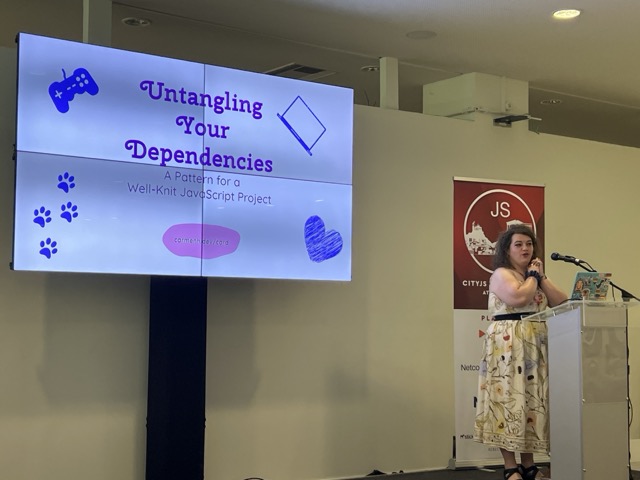 Untangling
Your
Dependencies
A Pattern for a
Well-Knit JavaScript Project
JS
CITYJS